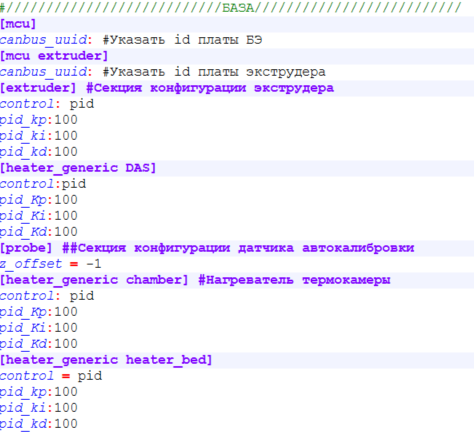 #///////////////////////////БАЗА//////////////////////////
[mcu]
canbus_uuid: #Указать id платы БЭ
[mcu extruder]
canbus_uuid: #Указать id платы экструдера
[extruder] #Секция конфигурации экструдера
control: pid
pid_kp:100
pid_ki:100
pid_kd:100
[heater_generic DAS]
control:pid
pid_Kp:100
pid_Ki:100
pid_Kd:100
[probe] ##Секция конфигурации датчика автокалибровки
z_offset = -1
[heater_generic chamber] #Нагреватель термокамеры
control: pid
pid_Kp:100
pid_Ki:100
pid_Kd:100
[heater_generic heater_bed]
control = pid
pid_kp:100
pid_ki:100
pid_kd:100